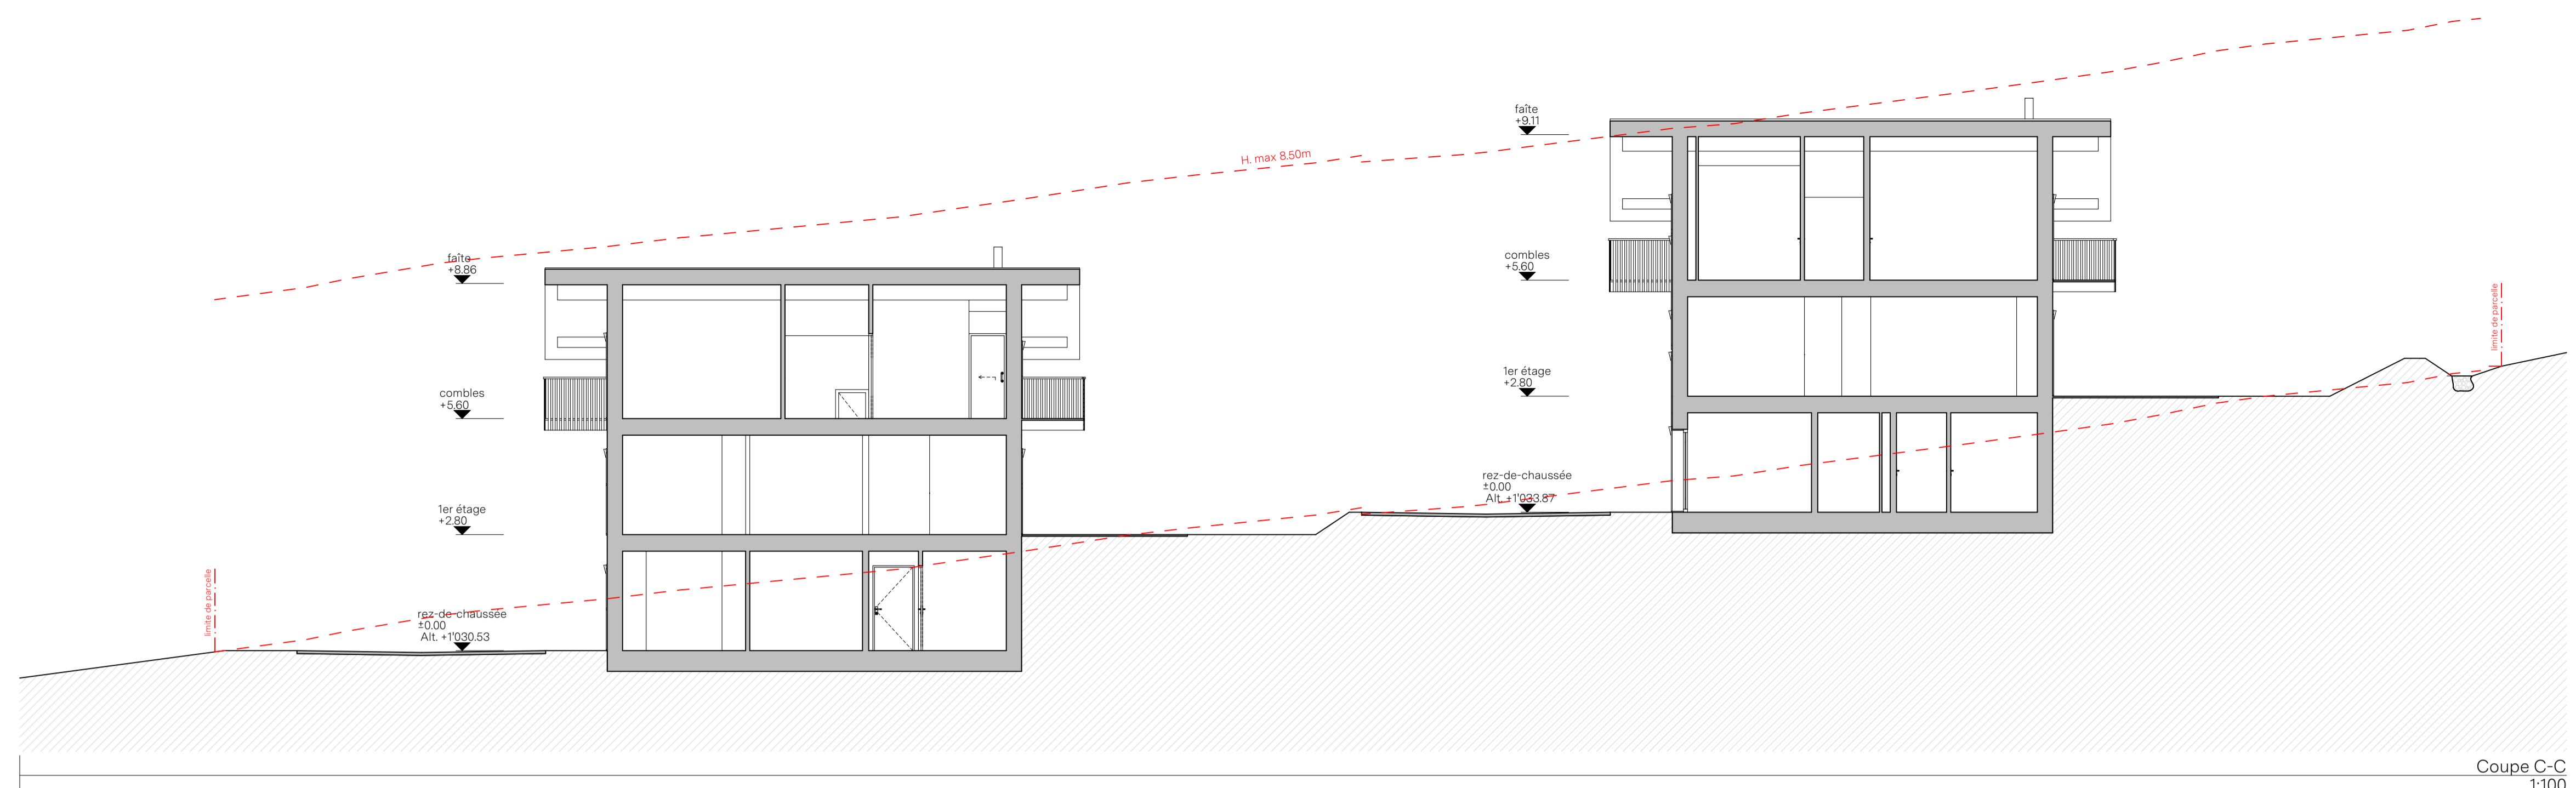 faîte
+8.86
combles
+5.60
1er étage
+2.80
rez-de-chaussée
±0.00
Alt. +1'030.53
limite de parcelle
H. max 8.50m
faîte
+9.11
combles
+5.60
1er étage
+2.80
rez-de-chaussée
±0.00
Alt. +1'033.87
limite de parcelle
Coupe C-C
1:100